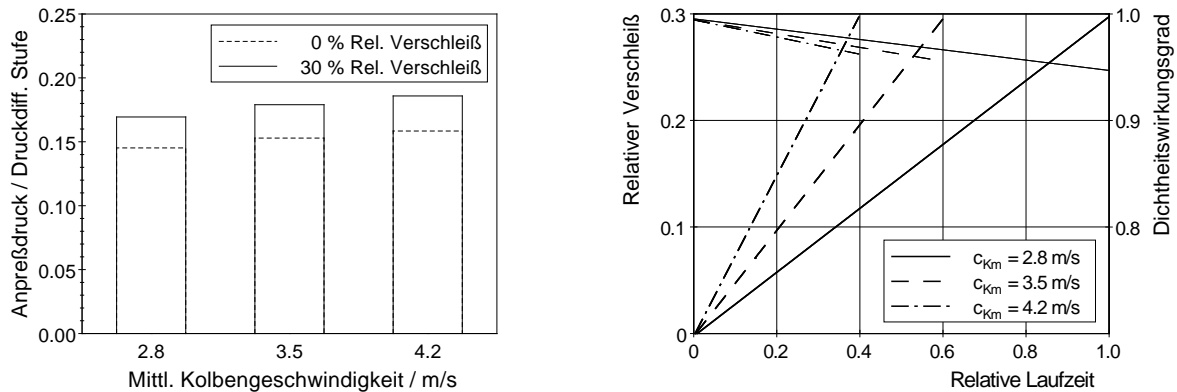 Anpreßdruck / Druckdiff. Stufe
0.25
0.20
0.15
0.10
0.05
0.00
0 % Rel. Verschleiß
30 % Rel. Verschleiß
2.8
3.5
4.2
Mittl. Kolbengeschwindigkeit / m/s
Relativer Verschleiß
0.3
0.2
0.1
0
c_Km = 2.8 m/s
c_Km = 3.5 m/s
c_Km = 4.2 m/s
0
0.2
0.4
0.6
0.8
1.0
Relative Laufzeit
1.0
0.9
0.8
Dichtheitswirkungsgrad